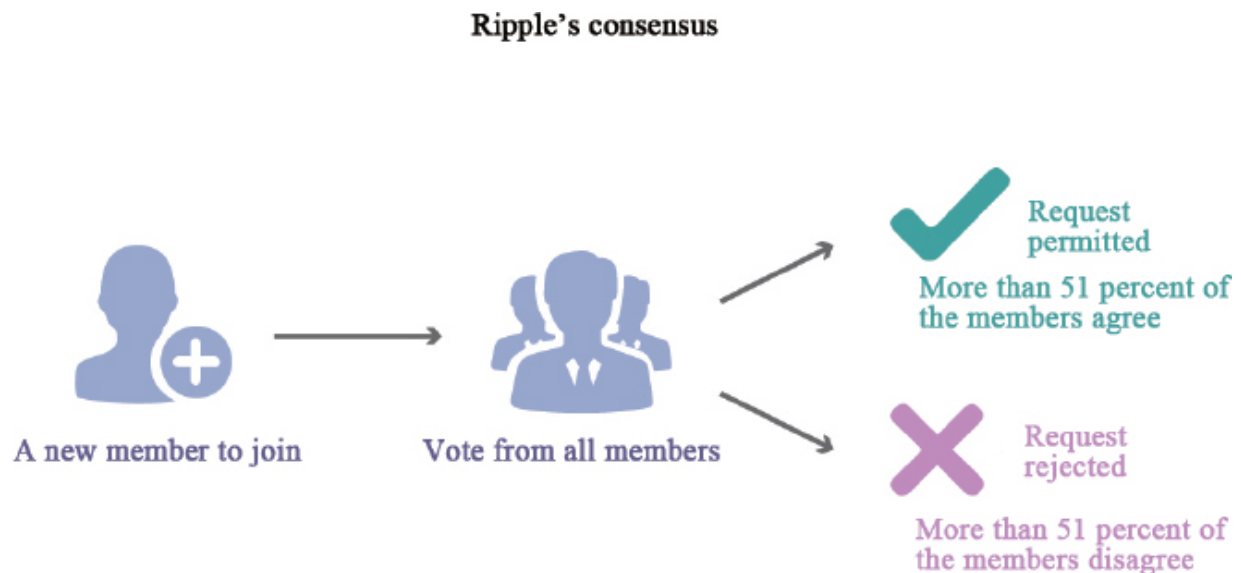 Ripple's consensus
Request
permitted
More than 51 percent of
the members agree
A new member to join
Vote from all members
Request
rejected
More than 51 percent of
the members disagree